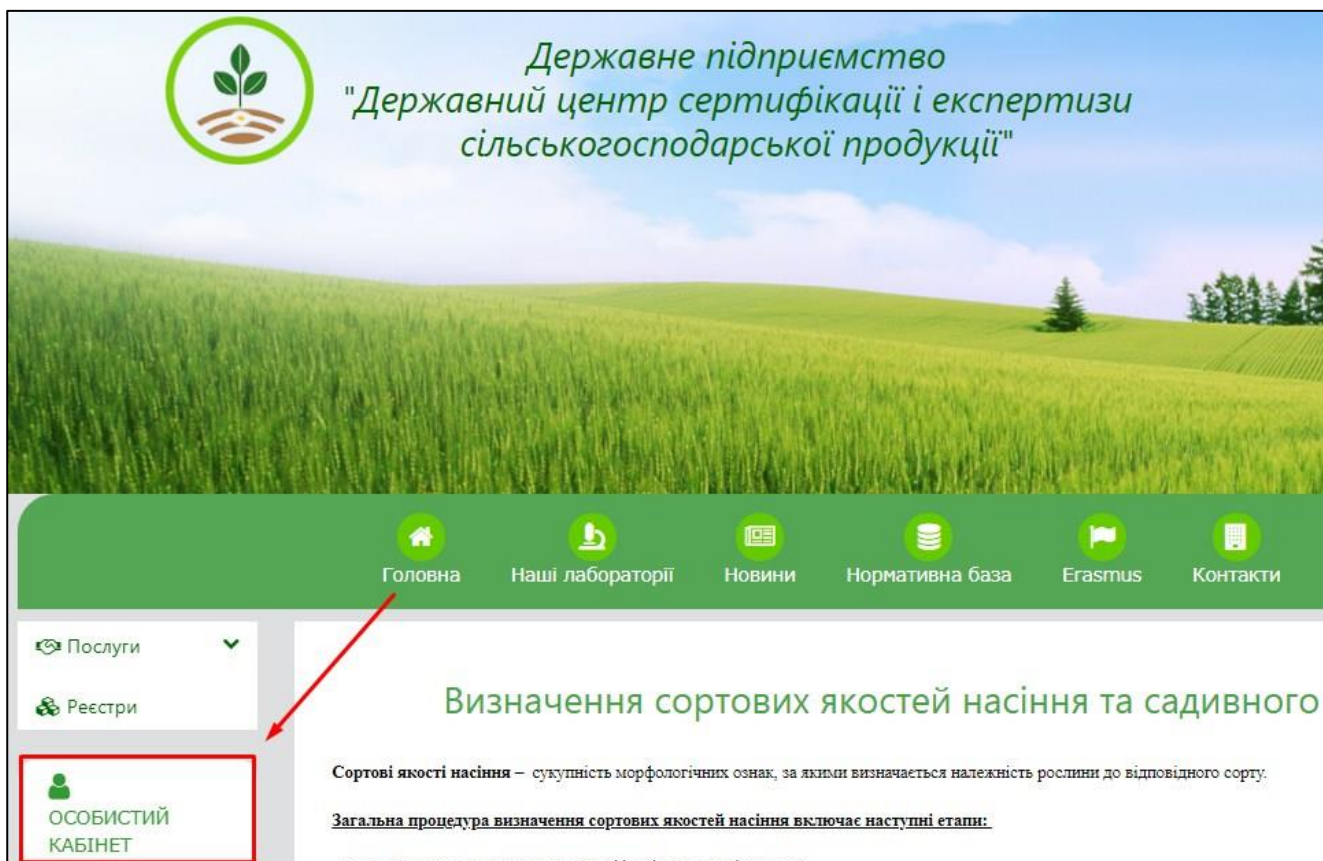 Державне підприємство
"Державний центр сертифікації і експертизи
сільськогосподарської продукції"
Головна
Наші лабораторії
Новини
Нормативна база
Erasmus
Контакти
Послуги
Реєстри
ОСОБИСТИЙ
КАБІНЕТ
Визначення сортових якостей насіння та садивного
Сортові якості насіння – сукупність морфологічних ознак, за якими визначається належність рослини до відповідного сорту.
Загальна процедура визначення сортових якостей насіння включає наступні етапи: